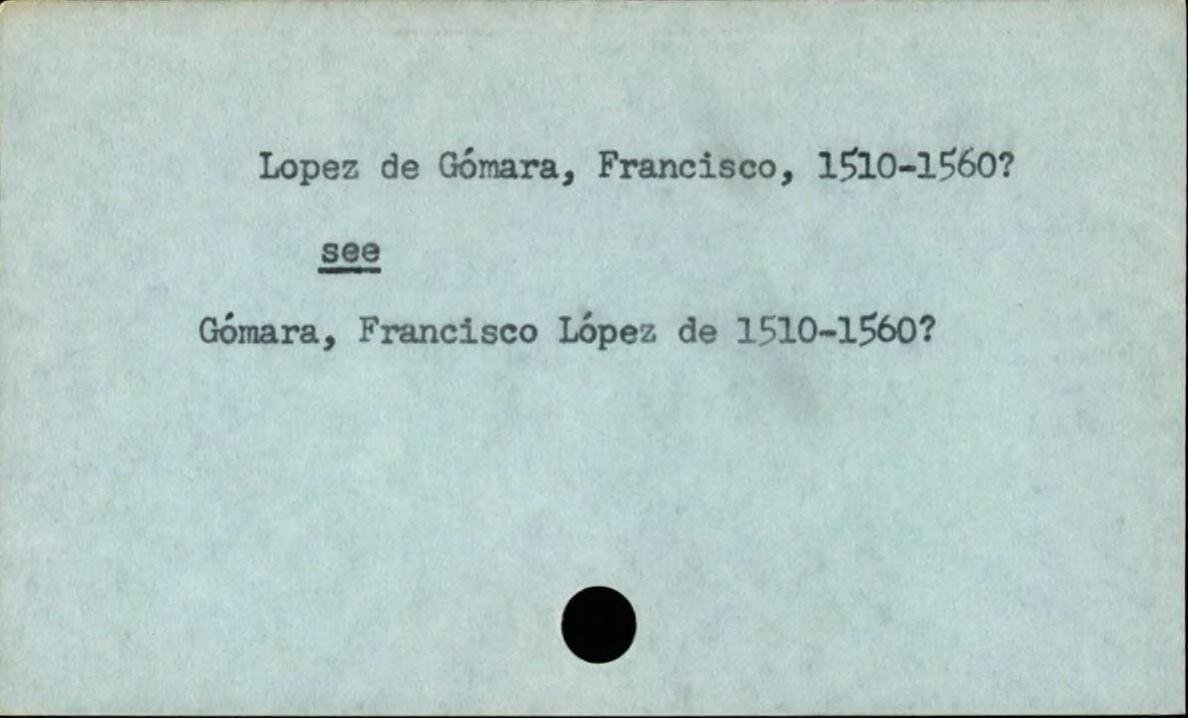 Lopez de Gómara, Francisco, 1510-1560?
see
Gómara, Francisco López de 1510-1560?